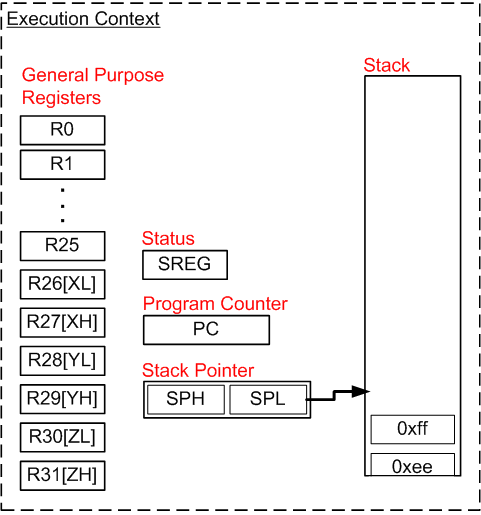 Execution Context
General Purpose
Registers
R0
R1
R25
R26[XL]
R27[XH]
R28[YL]
R29[YH]
R30[ZL]
R31[ZH]
Status
SREG
Program Counter
PC
Stack Pointer
SPH SPL
Stack
0xff
0xee